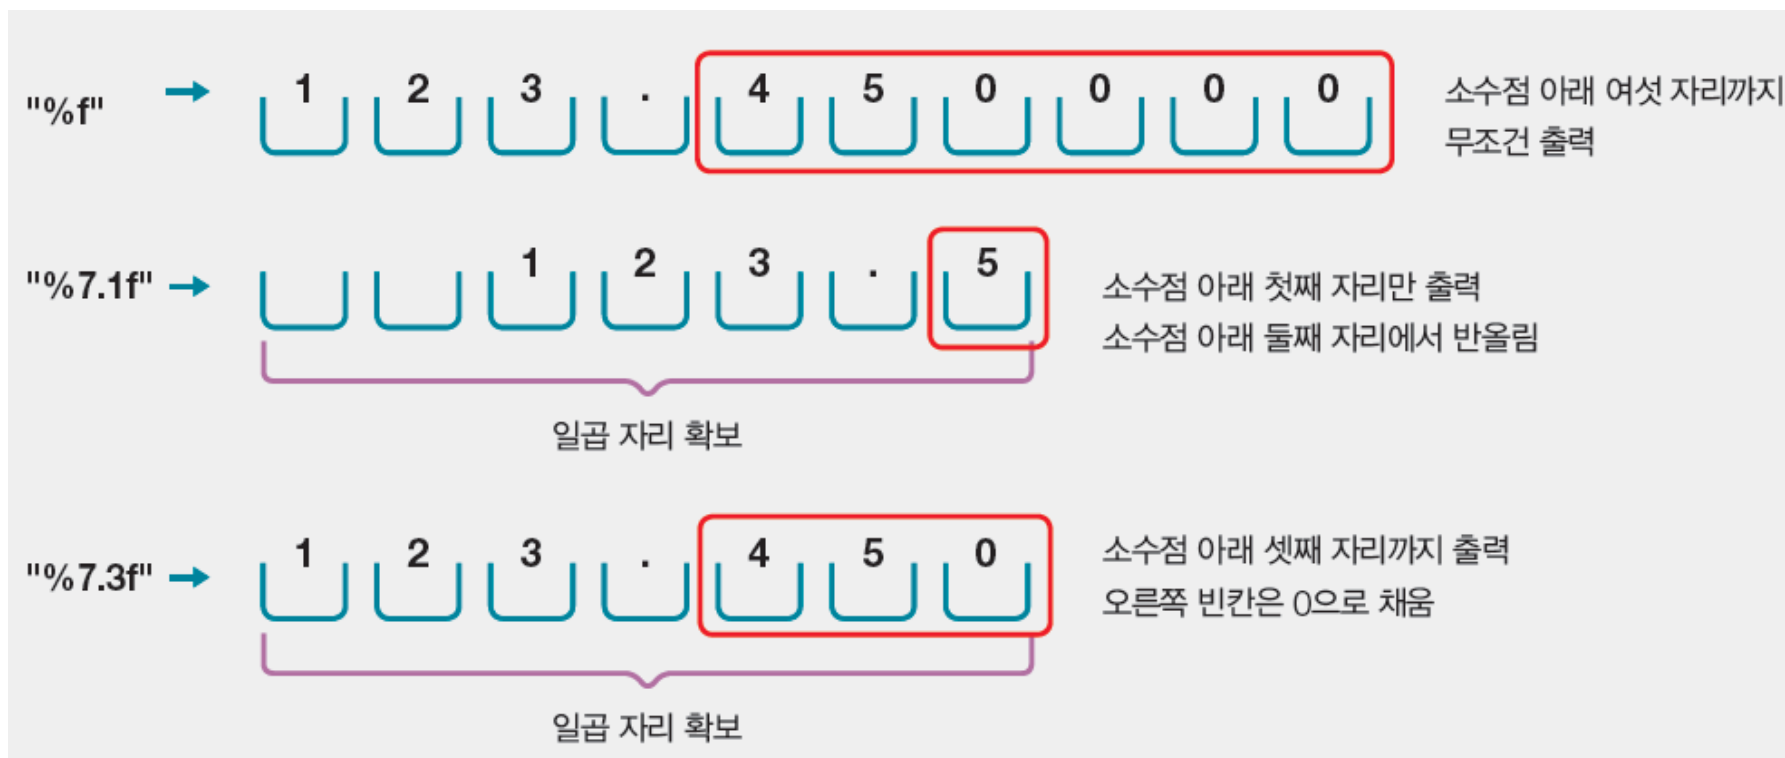 "%f" → 1 2 3 . 4 5 0 0 0 0 소수점 아래 여섯 자리까지
무조건 출력
"%7.1f" → 1 2 3 . 5 소수점 아래 첫째 자리만 출력
소수점 아래 둘째 자리에서 반올림
일곱 자리 확보
"%7.3f" → 1 2 3 . 4 5 0 소수점 아래 셋째 자리까지 출력
오른쪽 빈칸은 0으로 채움
일곱 자리 확보